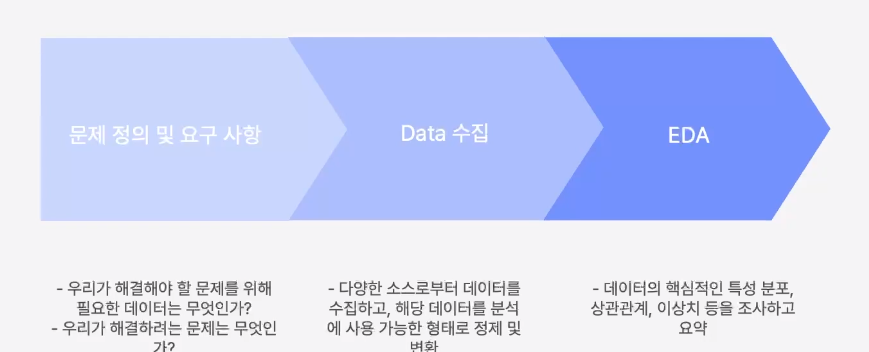 문제 정의 및 요구 사항
Data 수집
EDA
- 우리가 해결해야 할 문제를 위해
필요한 데이터는 무엇인가?
- 우리가 해결하려는 문제는 무엇인
가?
- 다양한 소스로부터 데이터를
수집하고, 해당 데이터를 분석
에 사용 가능한 형태로 정제 및
변환
- 데이터의 핵심적인 특성 분포,
상관관계, 이상치 등을 조사하고
요약